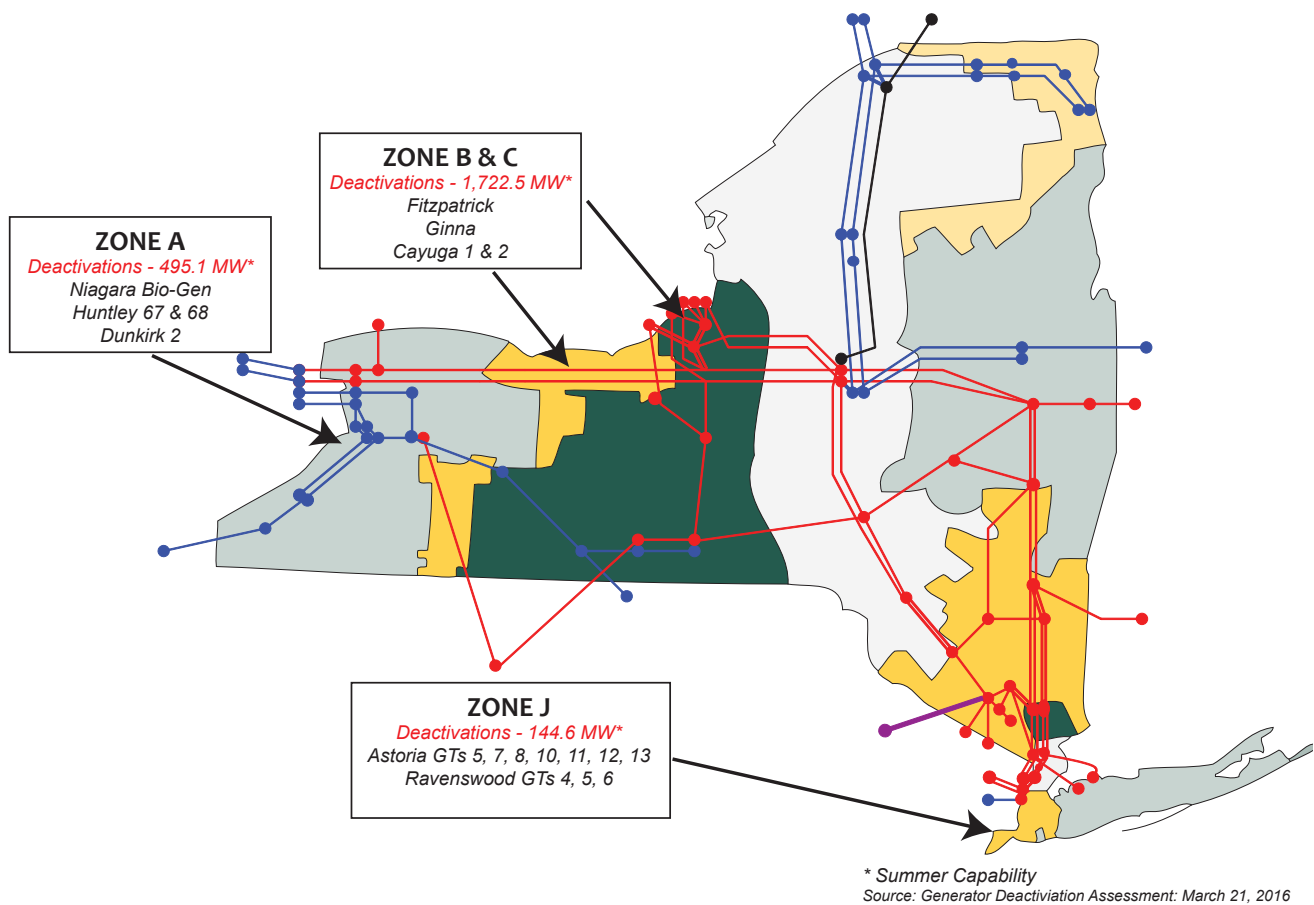 ZONE B & C
Deactivations - 1,722.5 MW*
Fitzpatrick
Ginna
Cayuga 1 & 2
ZONE A
Deactivations - 495.1 MW*
Niagara Bio-Gen
Huntley 67 & 68
Dunkirk 2
ZONE J
Deactivations - 144.6 MW*
Astoria GTs 5, 7, 8, 10, 11, 12, 13
Ravenswood GTs 4, 5, 6
* Summer Capability
Source: Generator Deactiviation Assessment: March 21, 2016